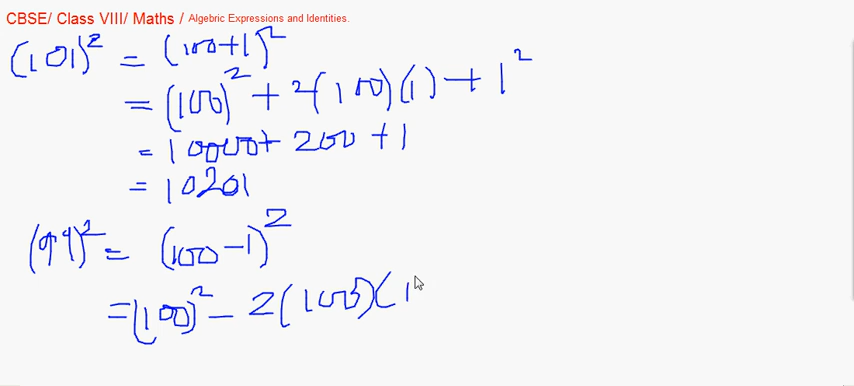 CBSE/ Class VIII/ Maths / Algebric Expressions and Identities.
(101)² = (100+1)²
= (100)² + 2(100)(1) + 1²
= 10000 + 200 + 1
= 10201
(99)² = (100-1)²
= (100)² - 2(100)(1